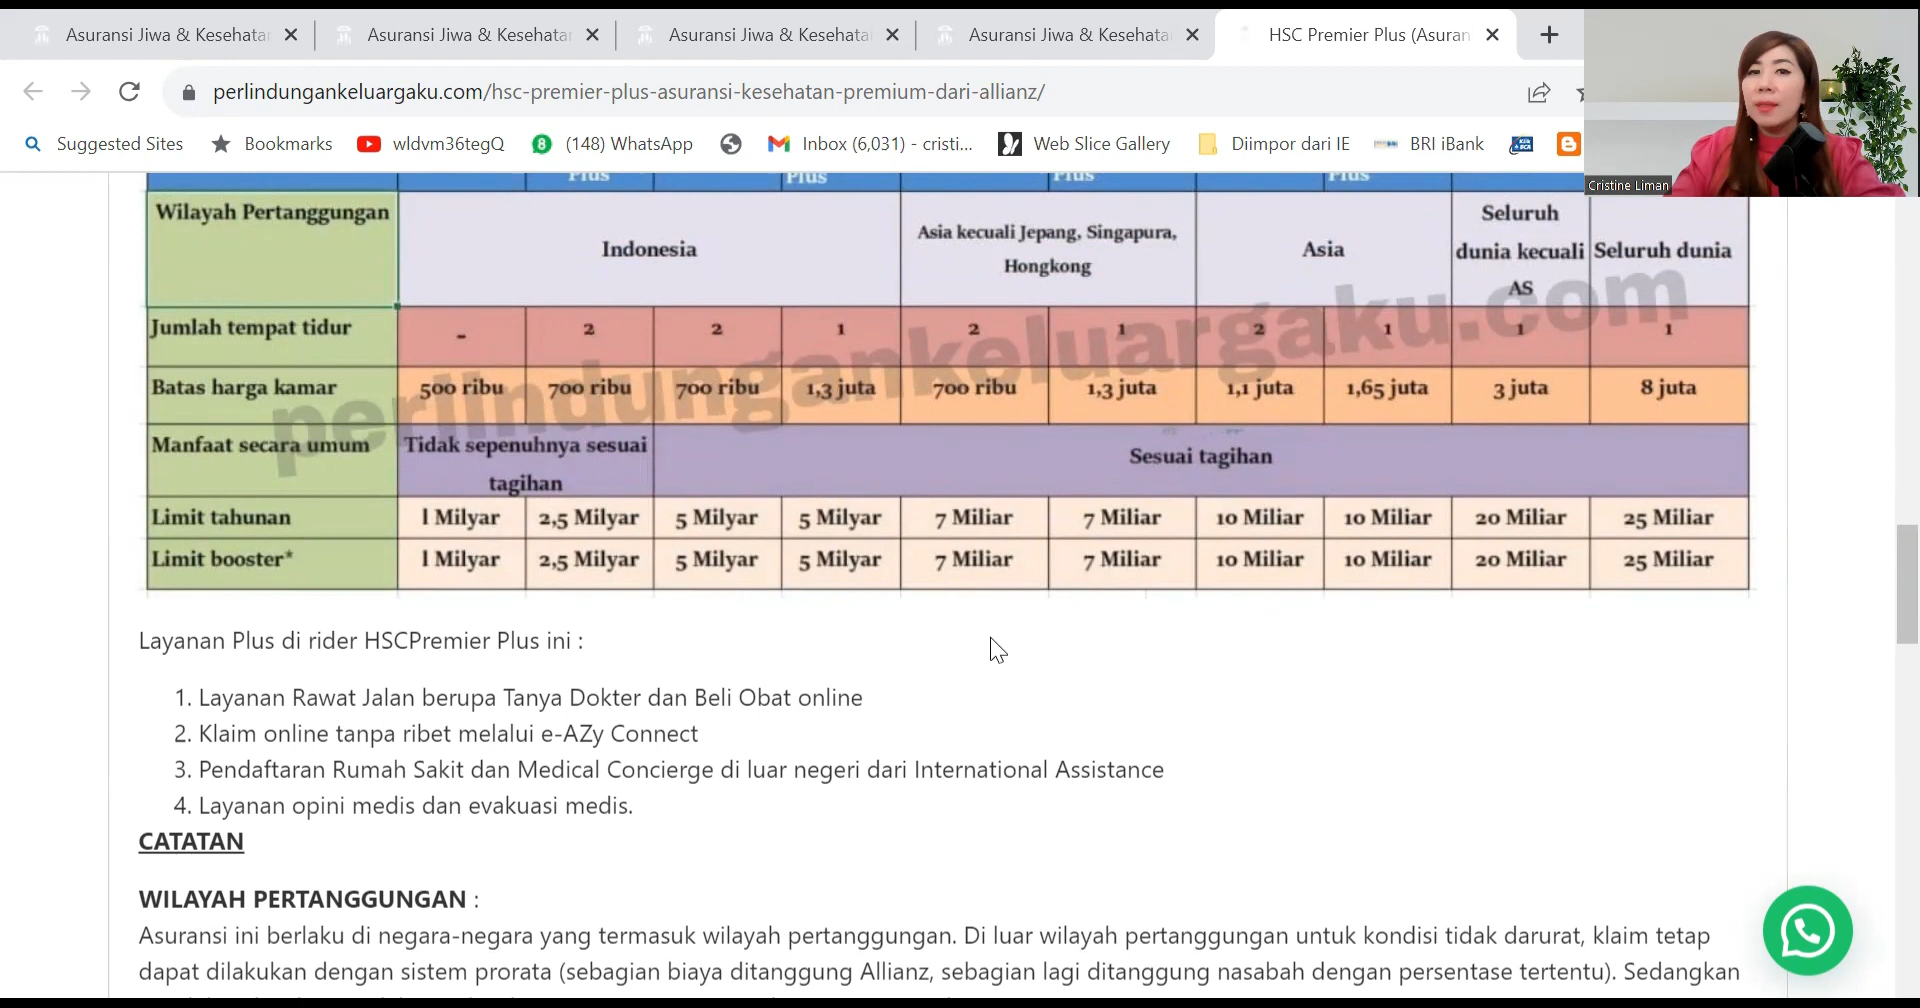 Asuransi Jiwa & Kesehatan
Asuransi Jiwa & Kesehatan
Asuransi Jiwa & Kesehatan
Asuransi Jiwa & Kesehata
HSC Premier Plus (Asuran
perlindungankeluargaku.com/hsc-premier-plus-asuransi-kesehatan-premium-dari-allianz/
Suggested Sites Bookmarks wldvm36tegQ (148) WhatsApp Inbox (6,031) - cristi... Web Slice Gallery Diimpor dari IE BRI iBank
Cristine Liman
Plus Plus Plus Plus
Wilayah Pertanggungan
Indonesia
Asia kecuali Jepang, Singapura,
Hongkong
Asia
Seluruh
dunia kecuali
AS
Seluruh dunia
Jumlah tempat tidur - 2 2 1 2 1 2 1 1 1
Batas harga kamar 500 ribu 700 ribu 700 ribu 1,3 juta 700 ribu 1,3 juta 1,1 juta 1,65 juta 3 juta 8 juta
Manfaat secara umum
Tidak sepenuhnya sesuai
tagihan
Sesuai tagihan
Limit tahunan 1 Milyar 2,5 Milyar 5 Milyar 5 Milyar 7 Miliar 7 Miliar 10 Miliar 10 Miliar 20 Miliar 25 Miliar
Limit booster* 1 Milyar 2,5 Milyar 5 Milyar 5 Milyar 7 Miliar 7 Miliar 10 Miliar 10 Miliar 20 Miliar 25 Miliar
perlindungankeluargaku.com
Layanan Plus di rider HSCPremier Plus ini :
1. Layanan Rawat Jalan berupa Tanya Dokter dan Beli Obat online
2. Klaim online tanpa ribet melalui e-AZy Connect
3. Pendaftaran Rumah Sakit dan Medical Concierge di luar negeri dari International Assistance
4. Layanan opini medis dan evakuasi medis.
CATATAN
WILAYAH PERTANGGUNGAN :
Asuransi ini berlaku di negara-negara yang termasuk wilayah pertanggungan. Di luar wilayah pertanggungan untuk kondisi tidak darurat, klaim tetap
dapat dilakukan dengan sistem prorata (sebagian biaya ditanggung Allianz, sebagian lagi ditanggung nasabah dengan persentase tertentu). Sedangkan